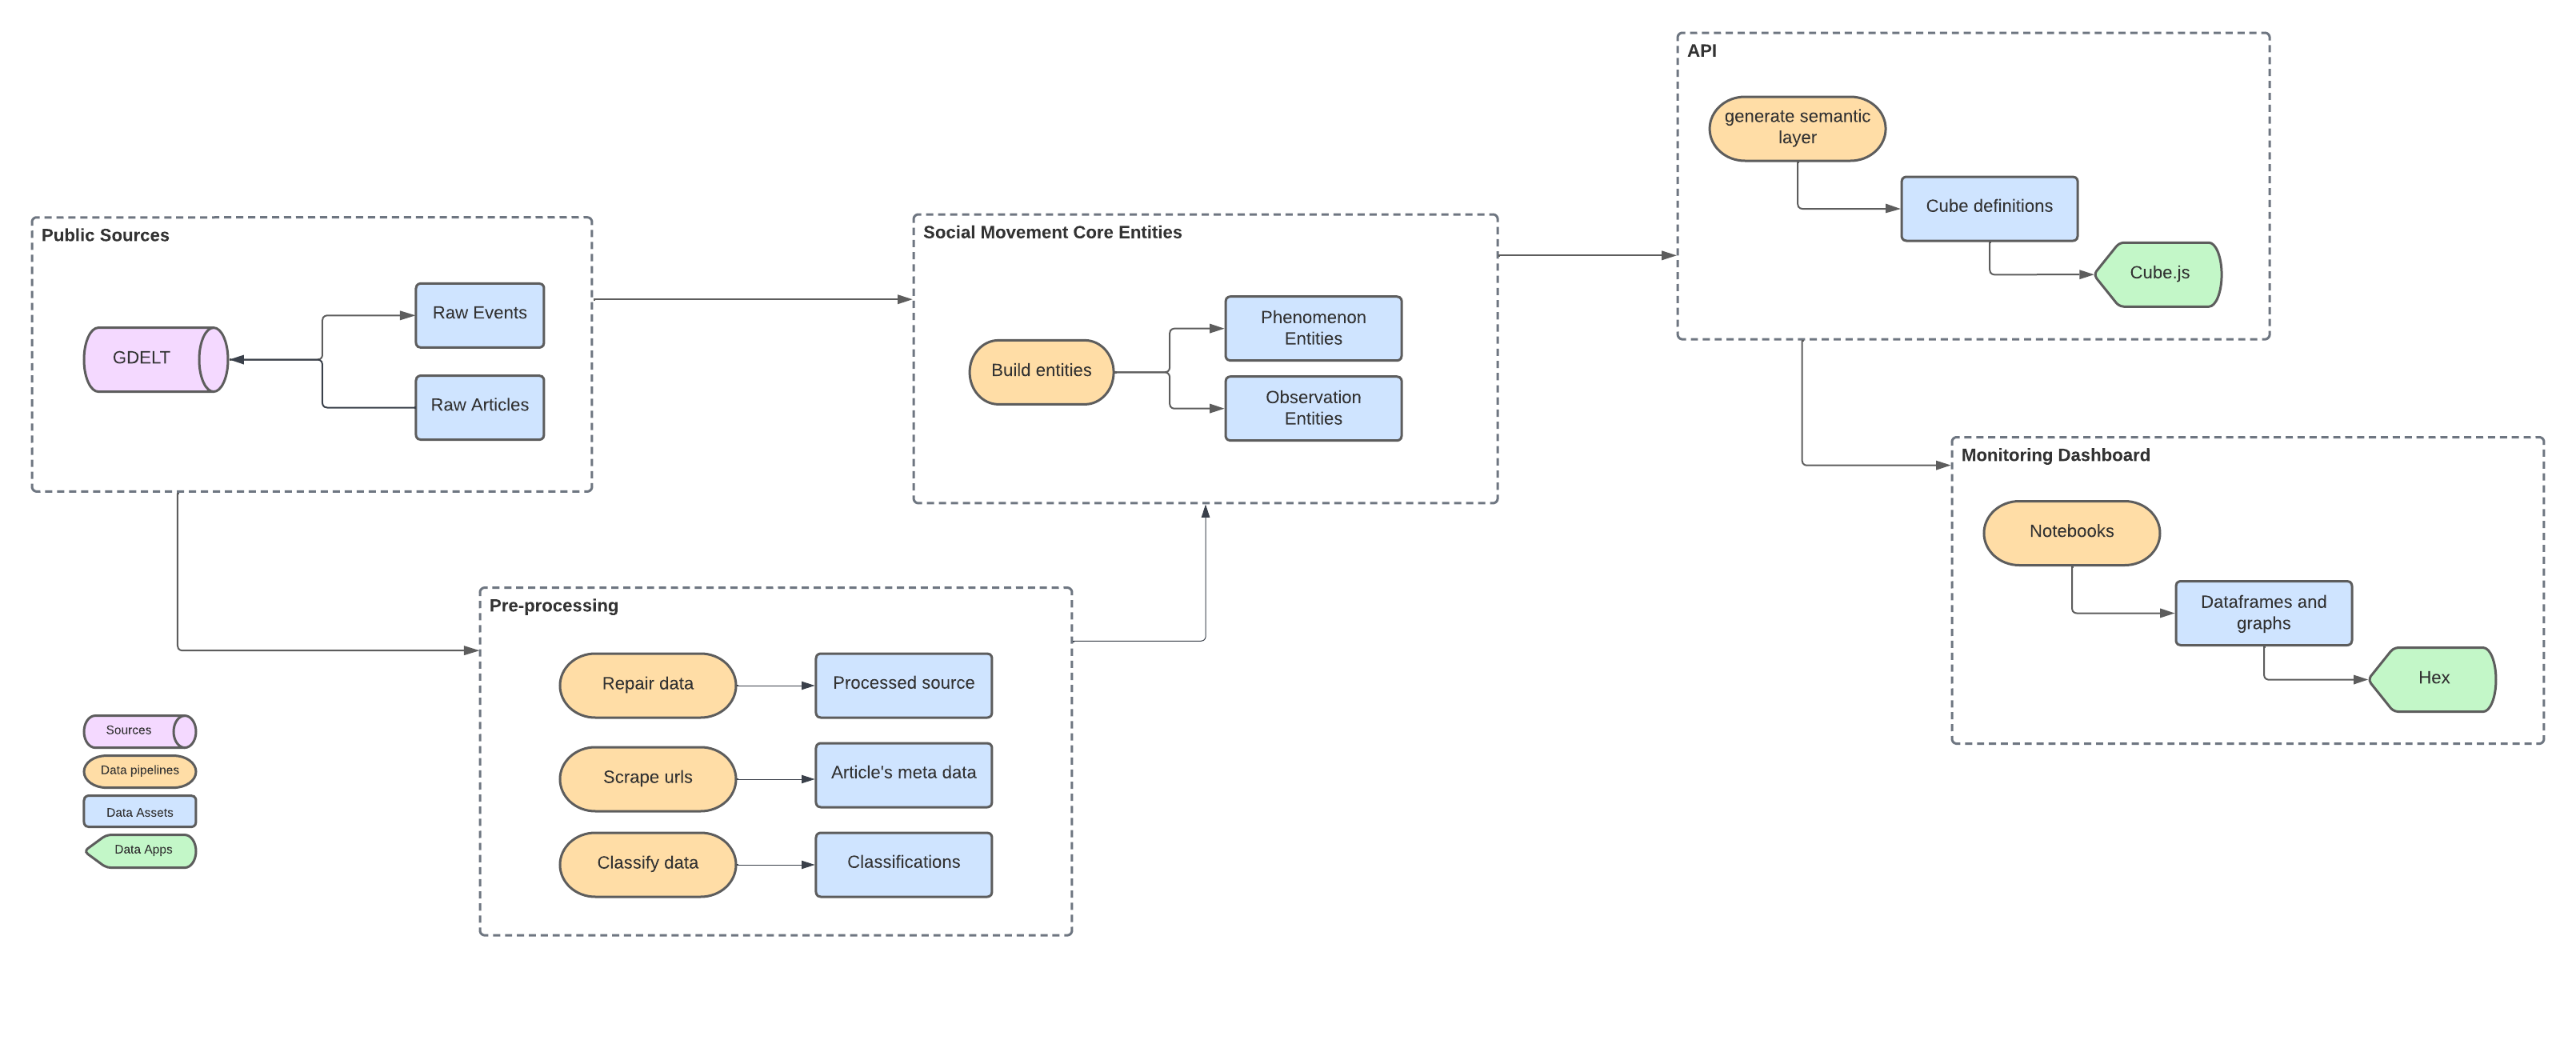 API
generate semantic
layer
Cube definitions
Cube.js
Public Sources
GDELT
Raw Events
Raw Articles
Social Movement Core Entities
Build entities
Phenomenon
Entities
Observation
Entities
Monitoring Dashboard
Notebooks
Dataframes and
graphs
Hex
Pre-processing
Repair data
Processed source
Scrape urls
Article's meta data
Classify data
Classifications
Sources
Data pipelines
Data Assets
Data Apps